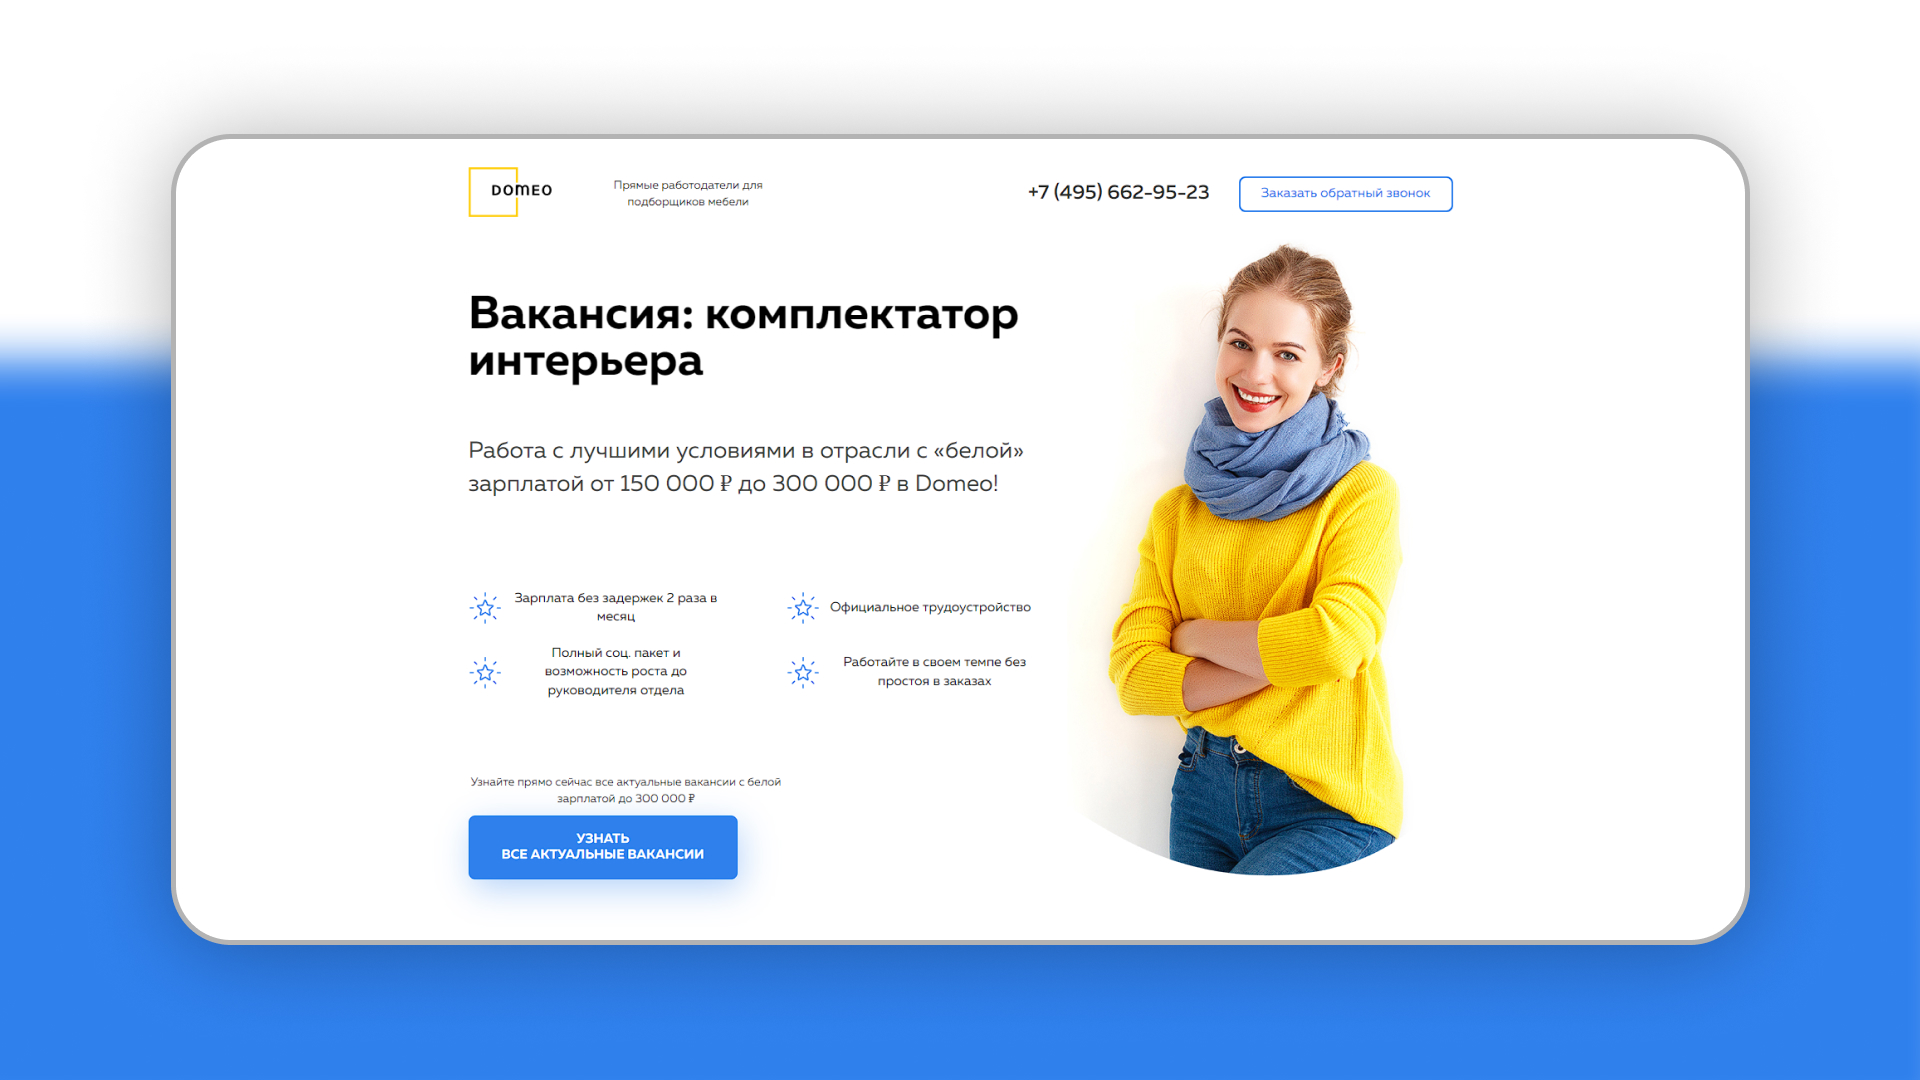 DOMEO
Прямые работодатели для
подборщиков мебели
+7 (495) 662-95-23
Заказать обратный звонок
Вакансия: комплектатор
интерьера
Работа с лучшими условиями в отрасли с «белой»
зарплатой от 150 000 ₽ до 300 000 ₽ в Domeo!
Зарплата без задержек 2 раза в
месяц
Официальное трудоустройство
Полный соц. пакет и
возможность роста до
руководителя отдела
Работайте в своем темпе без
простоя в заказах
Узнайте прямо сейчас все актуальные вакансии с белой
зарплатой до 300 000 ₽
УЗНАТЬ
ВСЕ АКТУАЛЬНЫЕ ВАКАНСИИ